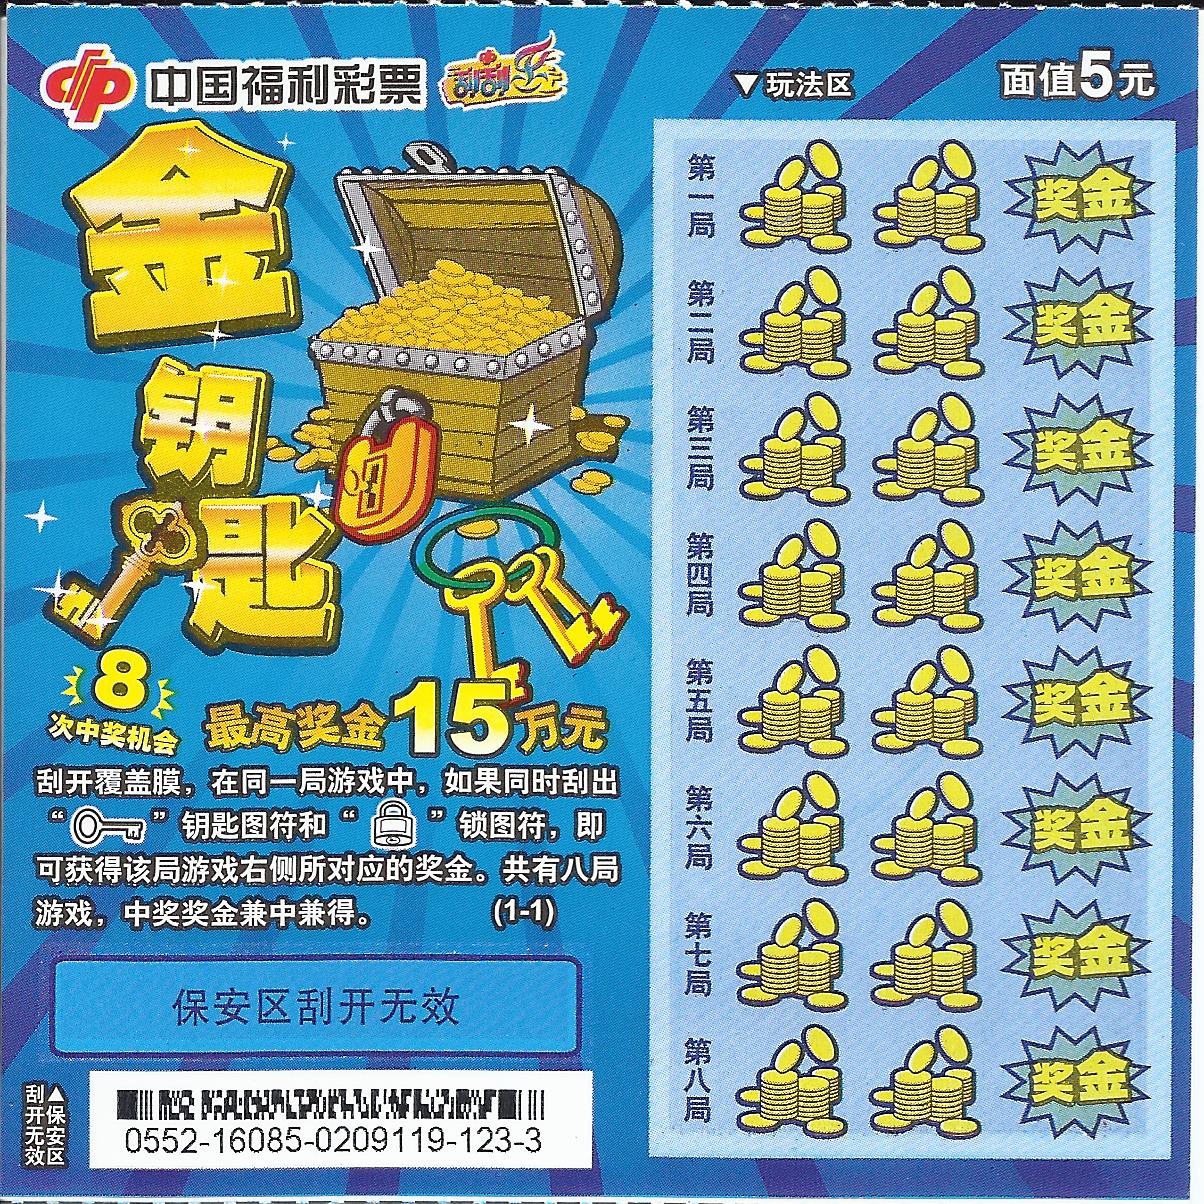 中国福利彩票 刮刮乐
金
钥
匙
8
次中奖机会
最高奖金15万元
刮开覆盖膜，在同一局游戏中，如果同时刮出
“ ” 钥匙图符和 “ ” 锁图符，即
可获得该局游戏右侧所对应的奖金。共有八局
游戏，中奖奖金兼中兼得。 (1-1)
保安区刮开无效
▲保安区
刮开无效
0552-16085-0209119-123-3
▼玩法区
面值5元
第一局 奖金
第二局 奖金
第三局 奖金
第四局 奖金
第五局 奖金
第六局 奖金
第七局 奖金
第八局 奖金